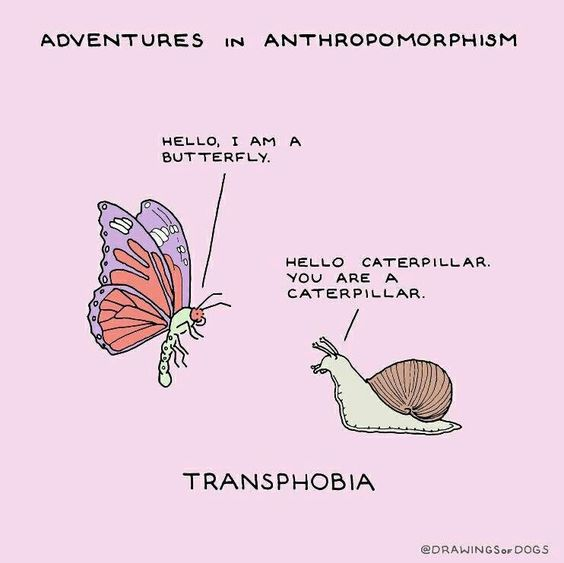 ADVENTURES IN ANTHROPOMORPHISM
HELLO, I AM A
BUTTERFLY.
HELLO CATERPILLAR.
YOU ARE A
CATERPILLAR.
TRANSPHOBIA
@DRAWINGSOFDOGS